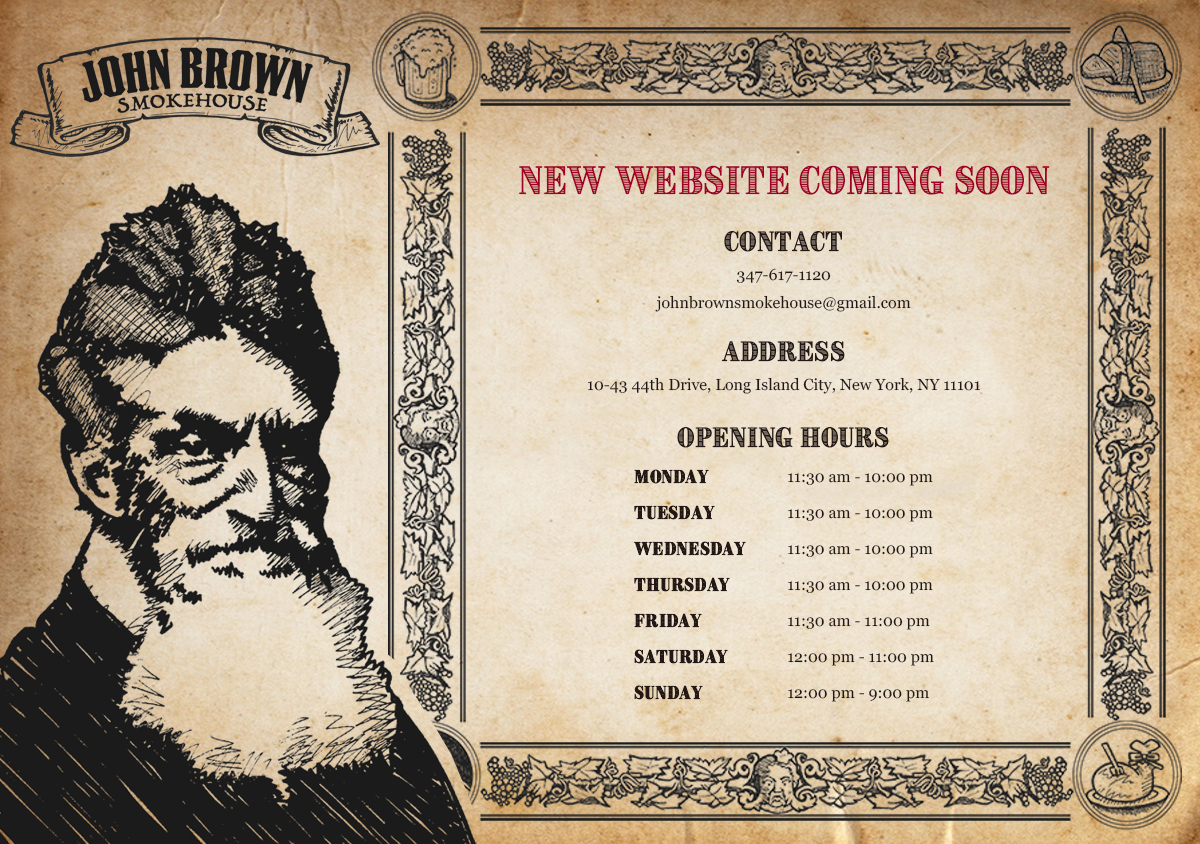 JOHN BROWN
SMOKEHOUSE
NEW WEBSITE COMING SOON
CONTACT
347-617-1120
johnbrownsmokehouse@gmail.com
ADDRESS
10-43 44th Drive, Long Island City, New York, NY 11101
OPENING HOURS
MONDAY 11:30 am - 10:00 pm
TUESDAY 11:30 am - 10:00 pm
WEDNESDAY 11:30 am - 10:00 pm
THURSDAY 11:30 am - 10:00 pm
FRIDAY 11:30 am - 11:00 pm
SATURDAY 12:00 pm - 11:00 pm
SUNDAY 12:00 pm - 9:00 pm